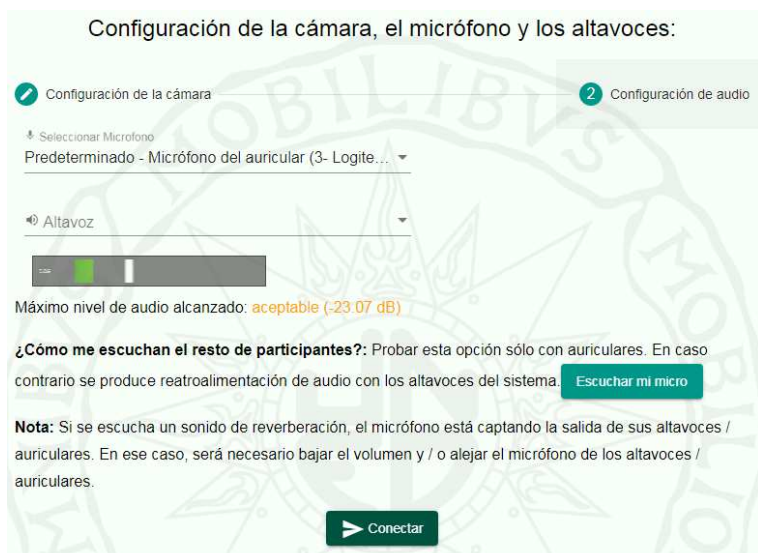 Configuración de la cámara, el micrófono y los altavoces:
Configuración de la cámara
2 Configuración de audio
Seleccionar Microfono
Predeterminado - Micrófono del auricular (3- Logite...
Altavoz
Máximo nivel de audio alcanzado: aceptable (-23.07 dB)
¿Cómo me escuchan el resto de participantes?: Probar esta opción sólo con auriculares. En caso
contrario se produce reatroalimentación de audio con los altavoces del sistema. Escuchar mi micro
Nota: Si se escucha un sonido de reverberación, el micrófono está captando la salida de sus altavoces /
auriculares. En ese caso, será necesario bajar el volumen y / o alejar el micrófono de los altavoces /
auriculares.
Conectar